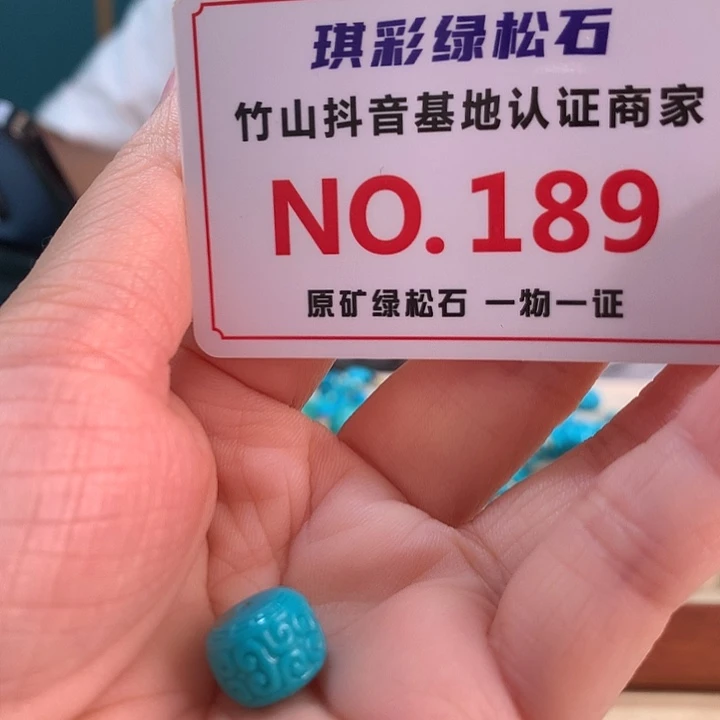 琪彩绿松石
竹山抖音基地认证商家
NO.189
原矿绿松石 一物一证